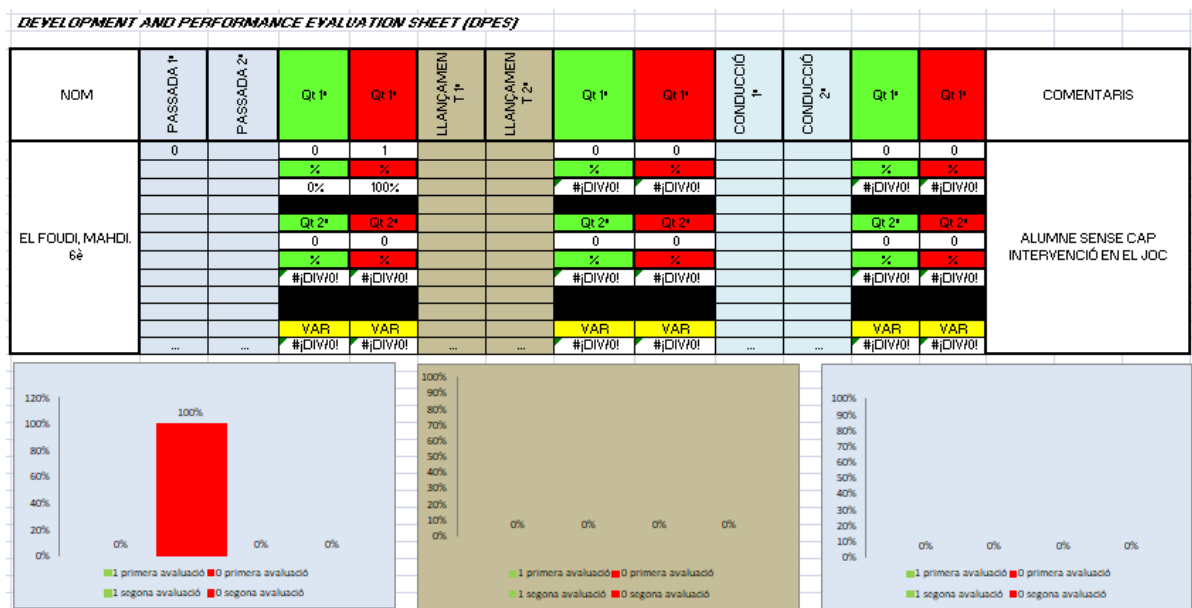 DEVELOPMENT AND PERFORMANCE EVALUATION SHEET (DPES)
NOM PASSADA 1ª PASSADA 2ª Qt 1ª Qt 1ª LLANÇAMEN T 1ª LLANÇAMEN T 2ª Qt 1ª Qt 1ª CONDUCCIÓ 1ª CONDUCCIÓ 2ª Qt 1ª Qt 1ª COMENTARIS
0 0 1 0 0 0 0
% % % % % %
0% 100% #¡DIV/0! #¡DIV/0! #¡DIV/0! #¡DIV/0!
Qt 2ª Qt 2ª Qt 2ª Qt 2ª Qt 2ª Qt 2ª
EL FOUDI, MAHDI. 0 0 0 0 0 0 ALUMNE SENSE CAP
6è % % % % % % INTERVENCIÓ EN EL JOC
#¡DIV/0! #¡DIV/0! #¡DIV/0! #¡DIV/0! #¡DIV/0! #¡DIV/0!
VAR VAR VAR VAR VAR VAR
... ... #¡DIV/0! #¡DIV/0! ... ... #¡DIV/0! #¡DIV/0! ... ... #¡DIV/0! #¡DIV/0!
120%
100%
80%
60%
40%
20%
0%
0% 100% 0% 0%
1 primera avaluació 0 primera avaluació
1 segona avaluació 0 segona avaluació
100%
90%
80%
70%
60%
50%
40%
30%
20%
10%
0%
0% 0% 0% 0%
1 primera avaluació 0 primera avaluació
1 segona avaluació 0 segona avaluació
100%
90%
80%
70%
60%
50%
40%
30%
20%
10%
0%
0% 0% 0% 0%
1 primera avaluació 0 primera avaluació
1 segona avaluació 0 segona avaluació